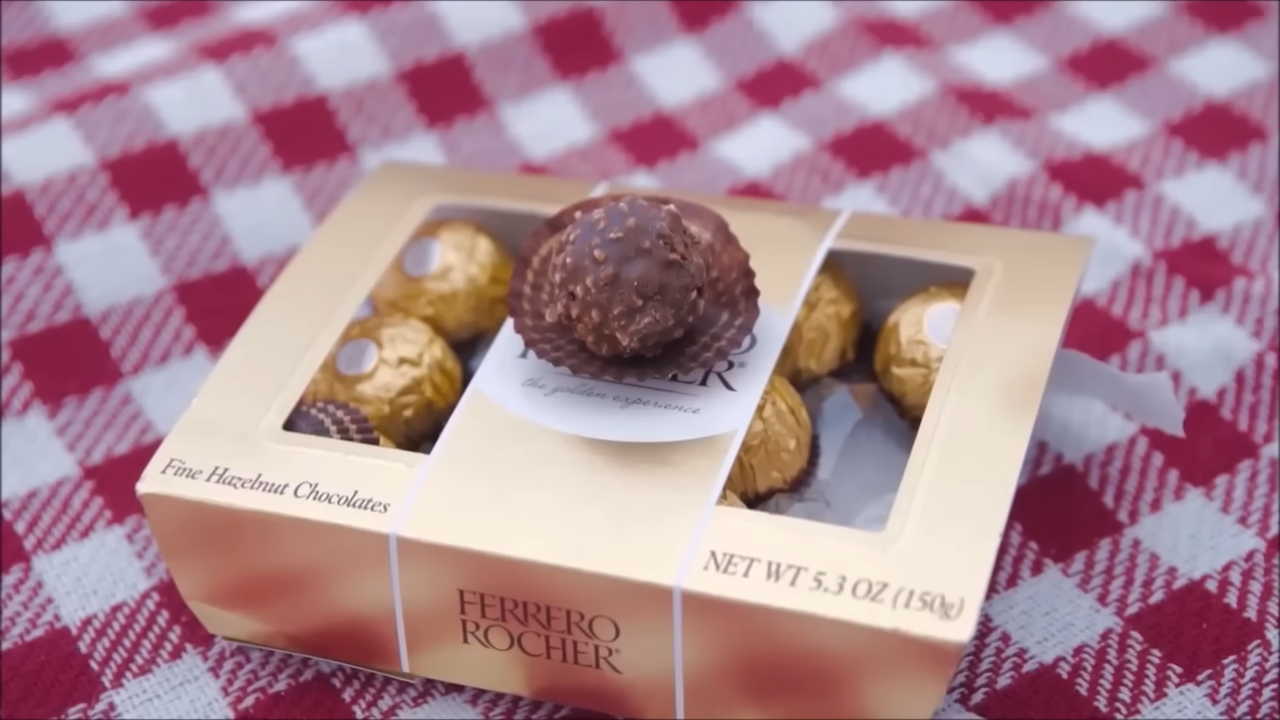 the golden experience
Fine Hazelnut Chocolates
NET WT 5.3 OZ (150g)
FERRERO
ROCHER®